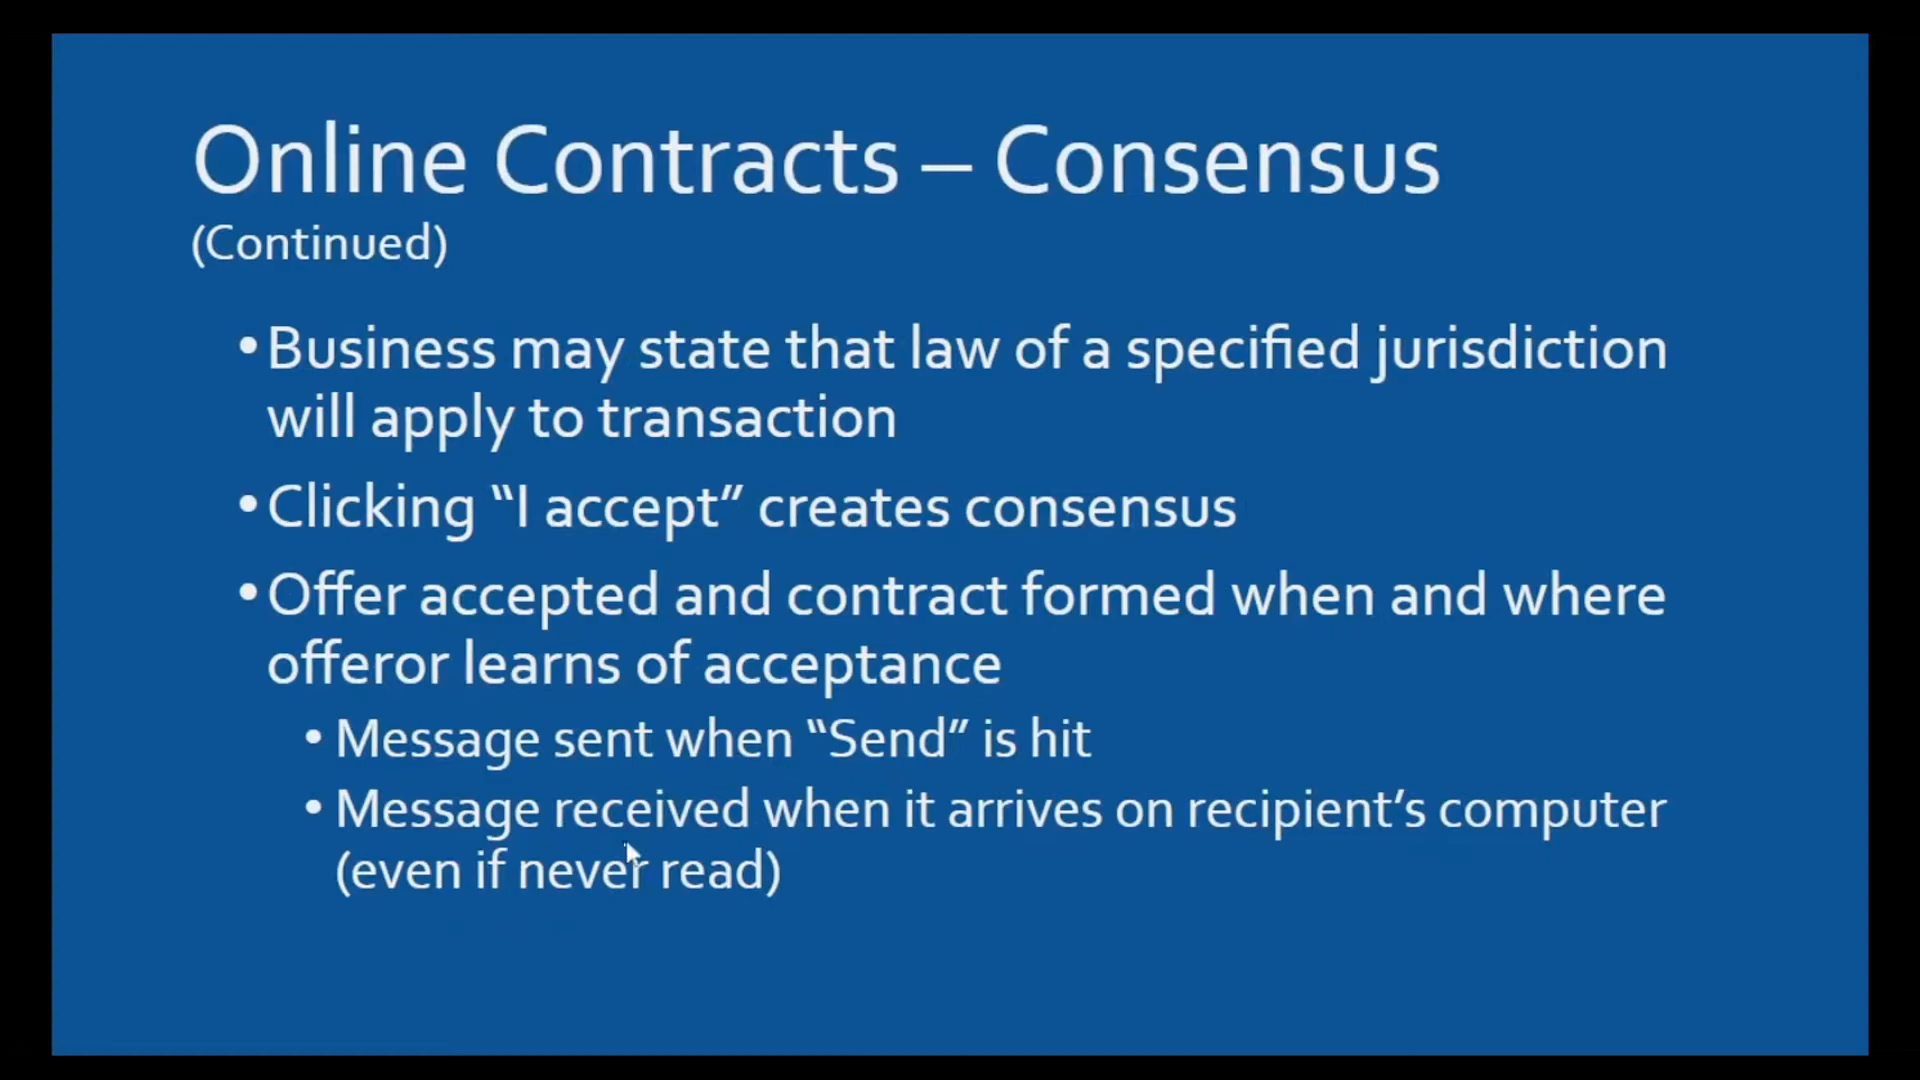 Online Contracts – Consensus
(Continued)
•Business may state that law of a specified jurisdiction
will apply to transaction
•Clicking “I accept” creates consensus
•Offer accepted and contract formed when and where
offeror learns of acceptance
• Message sent when “Send” is hit
• Message received when it arrives on recipient’s computer
(even if never read)